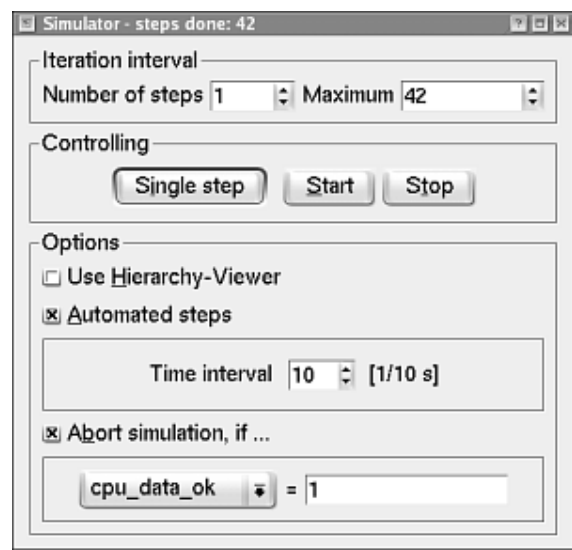 Simulator - steps done: 42
Iteration interval
Number of steps 1 Maximum 42
Controlling
Single step Start Stop
Options
Use Hierarchy-Viewer
Automated steps
Time interval 10 [1/10 s]
Abort simulation, if ...
cpu_data_ok = 1